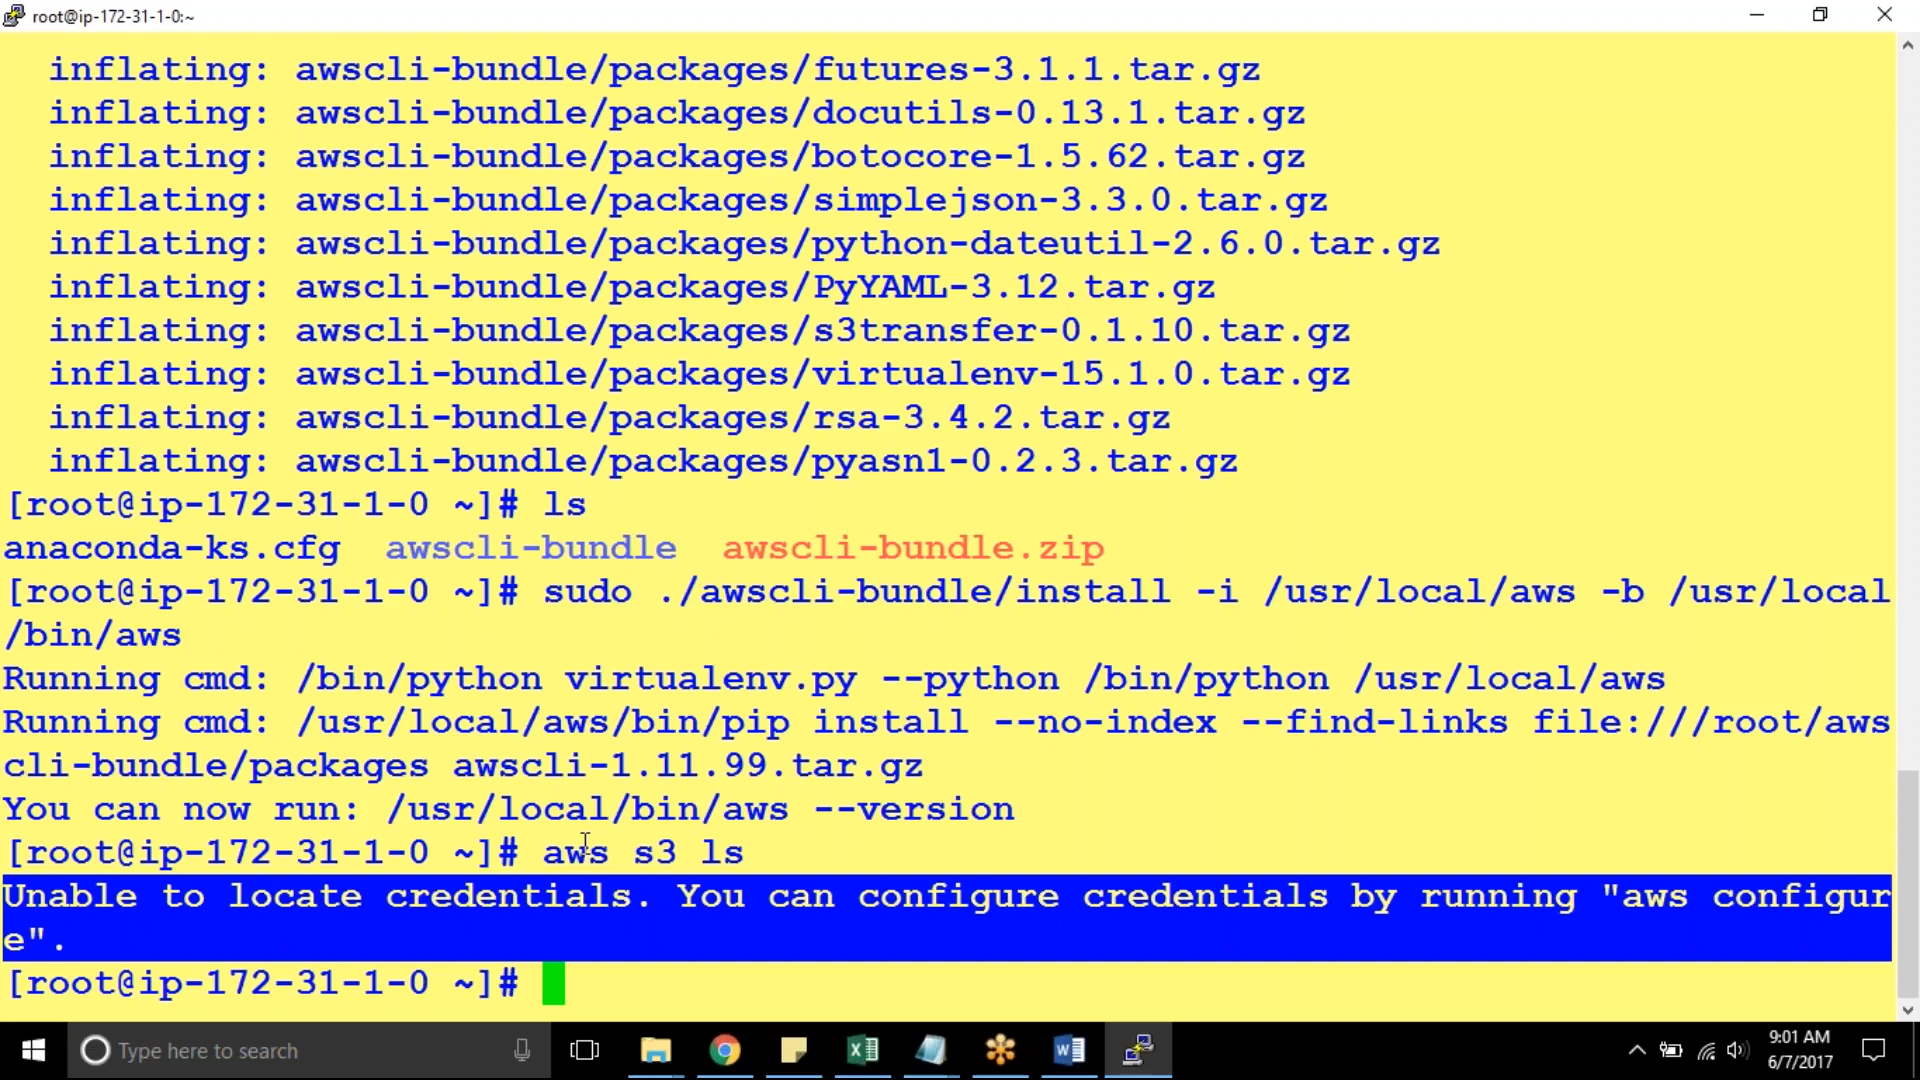 root@ip-172-31-1-0:~
inflating: awscli-bundle/packages/futures-3.1.1.tar.gz
inflating: awscli-bundle/packages/docutils-0.13.1.tar.gz
inflating: awscli-bundle/packages/botocore-1.5.62.tar.gz
inflating: awscli-bundle/packages/simplejson-3.3.0.tar.gz
inflating: awscli-bundle/packages/python-dateutil-2.6.0.tar.gz
inflating: awscli-bundle/packages/PyYAML-3.12.tar.gz
inflating: awscli-bundle/packages/s3transfer-0.1.10.tar.gz
inflating: awscli-bundle/packages/virtualenv-15.1.0.tar.gz
inflating: awscli-bundle/packages/rsa-3.4.2.tar.gz
inflating: awscli-bundle/packages/pyasn1-0.2.3.tar.gz
[root@ip-172-31-1-0 ~]# ls
anaconda-ks.cfg awscli-bundle awscli-bundle.zip
[root@ip-172-31-1-0 ~]# sudo ./awscli-bundle/install -i /usr/local/aws -b /usr/local
/bin/aws
Running cmd: /bin/python virtualenv.py --python /bin/python /usr/local/aws
Running cmd: /usr/local/aws/bin/pip install --no-index --find-links file:///root/aws
cli-bundle/packages awscli-1.11.99.tar.gz
You can now run: /usr/local/bin/aws --version
[root@ip-172-31-1-0 ~]# aws s3 ls
Unable to locate credentials. You can configure credentials by running "aws configur
e".
[root@ip-172-31-1-0 ~]#
Type here to search
9:01 AM
6/7/2017